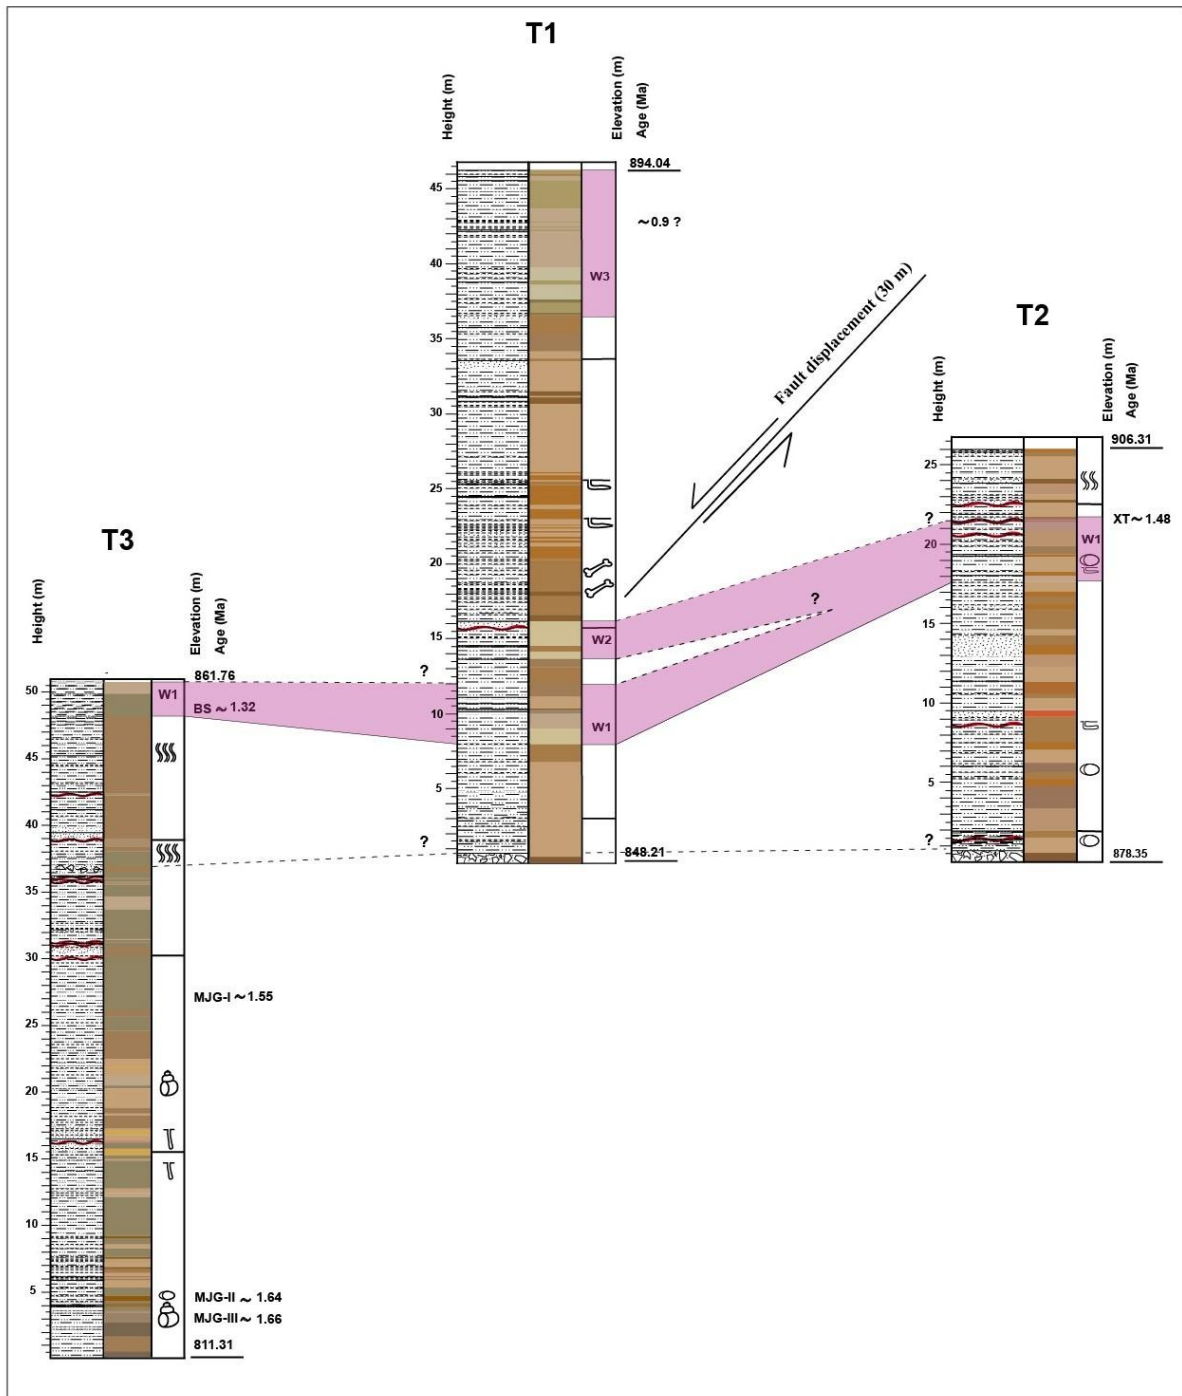 T1
Height (m)
Elevation (m)
Age (Ma)
894.04
~0.9 ?
45
40
35
30
25
20
15
10
5
W3
W2
W1
848.21
Fault displacement (30 m)
T2
Height (m)
Elevation (m)
Age (Ma)
906.31
XT~1.48
25
20
15
10
5
W1
?
?
878.35
?
T3
Height (m)
Elevation (m)
Age (Ma)
861.76
?
W1
BS ~ 1.32
50
45
40
35
30
25
20
15
10
5
?
MJG-I ~ 1.55
MJG-II ~ 1.64
MJG-III ~ 1.66
811.31